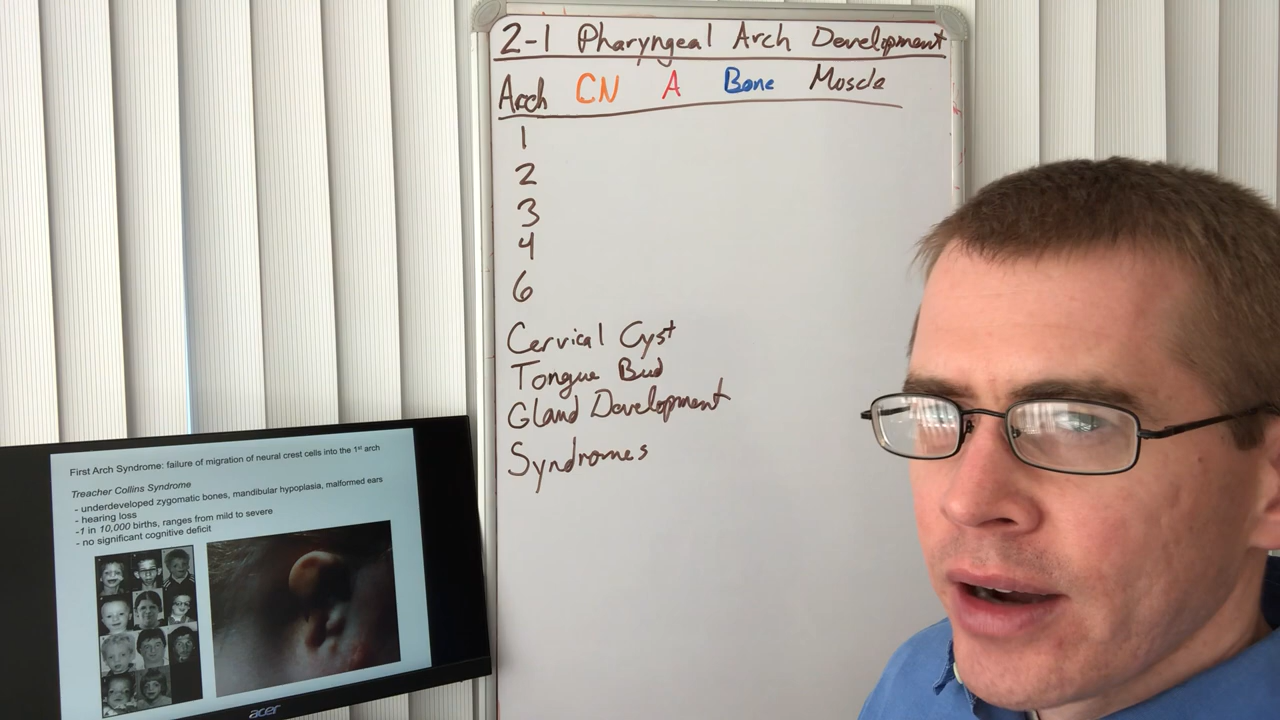 2-1 Pharyngeal Arch Development
Arch CN A Bone Muscle
1
2
3
4
6
Cervical Cyst
Tongue Bud
Gland Development
Syndromes
First Arch Syndrome: failure of migration of neural crest cells into the 1st arch
Treacher Collins Syndrome
- underdeveloped zygomatic bones, mandibular hypoplasia, malformed ears
- hearing loss
-1 in 10,000 births, ranges from mild to severe
- no significant cognitive deficit
acer